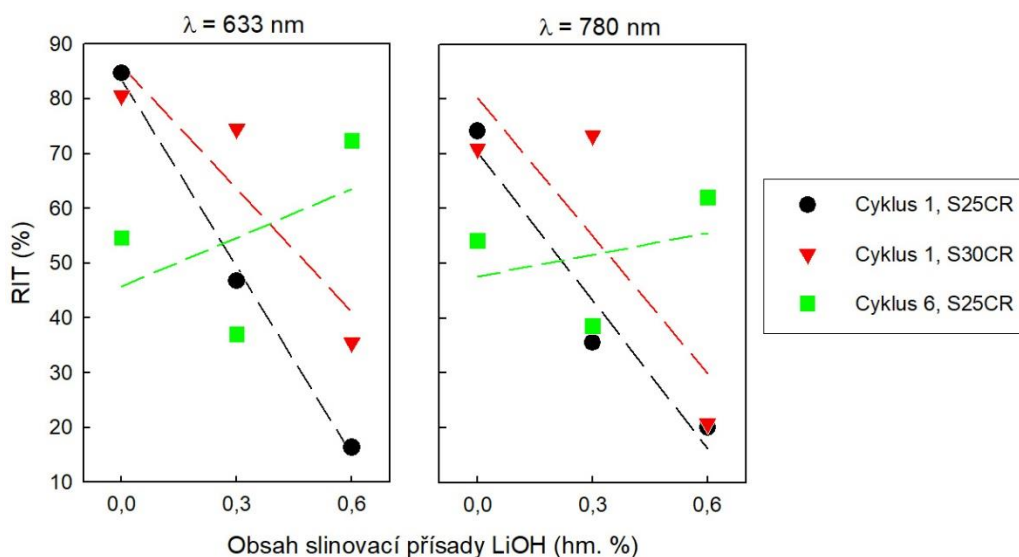 λ = 633 nm
λ = 780 nm
RIT (%)
90
80
70
60
50
40
30
20
10
0,0
0,3
0,6
0,0
0,3
0,6
Obsah slinovací přísady LiOH (hm. %)
Cyklus 1, S25CR
Cyklus 1, S30CR
Cyklus 6, S25CR